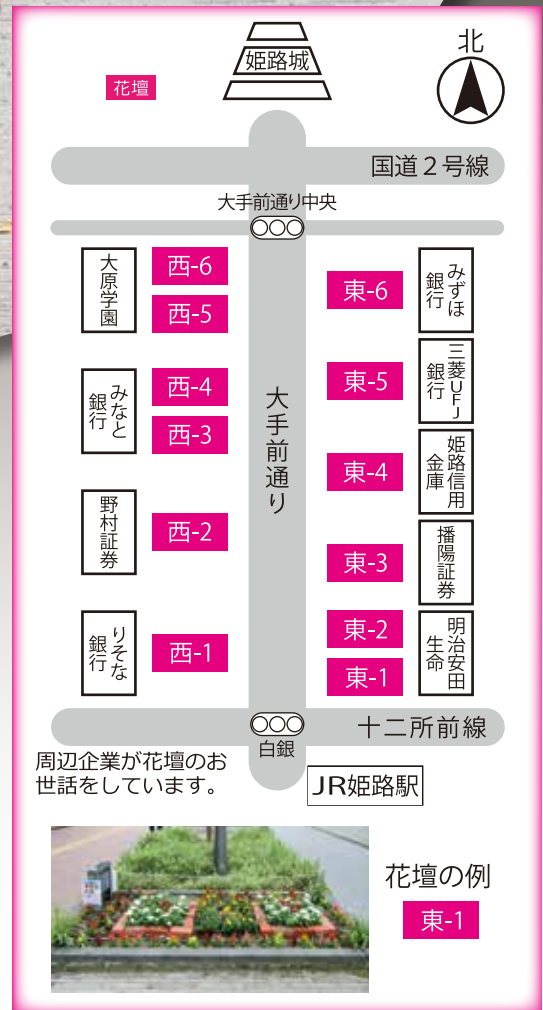 姫路城
北
花壇
国道２号線
大手前通り中央
大原学園
西-6
西-5
東-6
みずほ
銀行
みなと
銀行
西-4
西-3
大手前通り
東-5
三菱UFJ
銀行
東-4
姫路信用
金庫
野村証券
西-2
東-3
播陽証券
りそな
銀行
西-1
東-2
東-1
明治安田
生命
十二所前線
白銀
周辺企業が花壇のお
世話をしています。
JR姫路駅
花壇の例
東-1